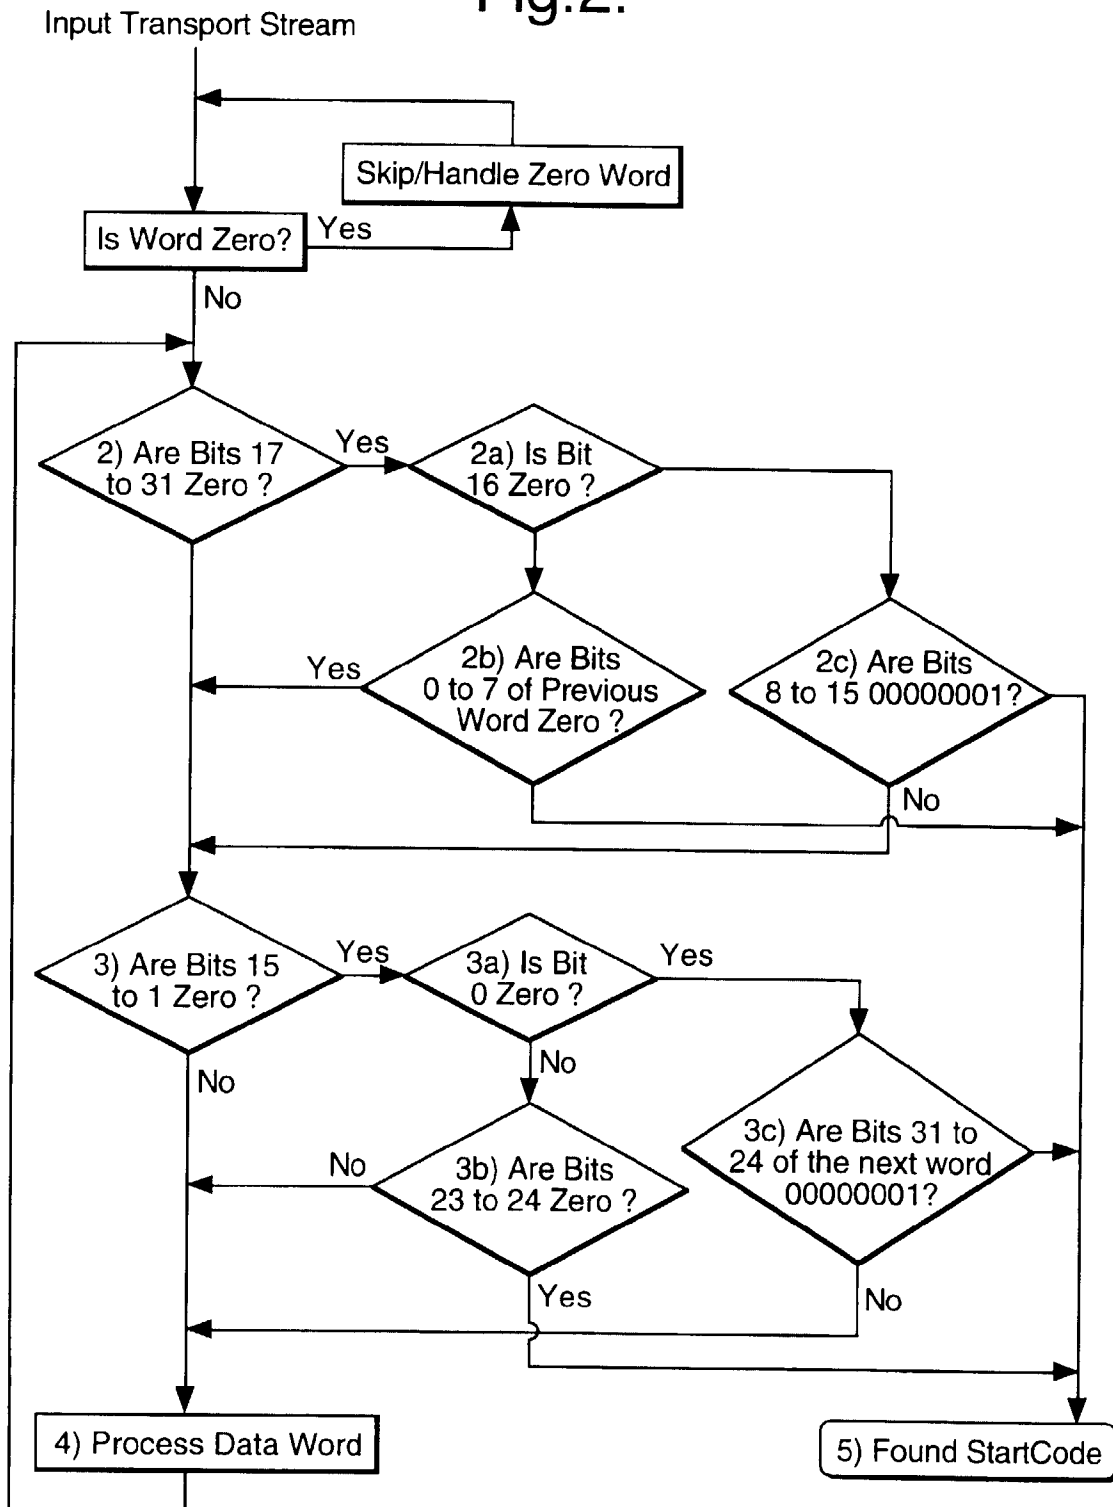 Fig.2.
Input Transport Stream
Skip/Handle Zero Word
Is Word Zero?
Yes
No
2) Are Bits 17
to 31 Zero ?
Yes
2a) Is Bit
16 Zero ?
2b) Are Bits
0 to 7 of Previous
Word Zero ?
Yes
2c) Are Bits
8 to 15 00000001?
No
3) Are Bits 15
to 1 Zero ?
Yes
3a) Is Bit
0 Zero ?
Yes
No
No
3b) Are Bits
23 to 24 Zero ?
3c) Are Bits 31 to
24 of the next word
00000001?
No
Yes
No
4) Process Data Word
5) Found StartCode